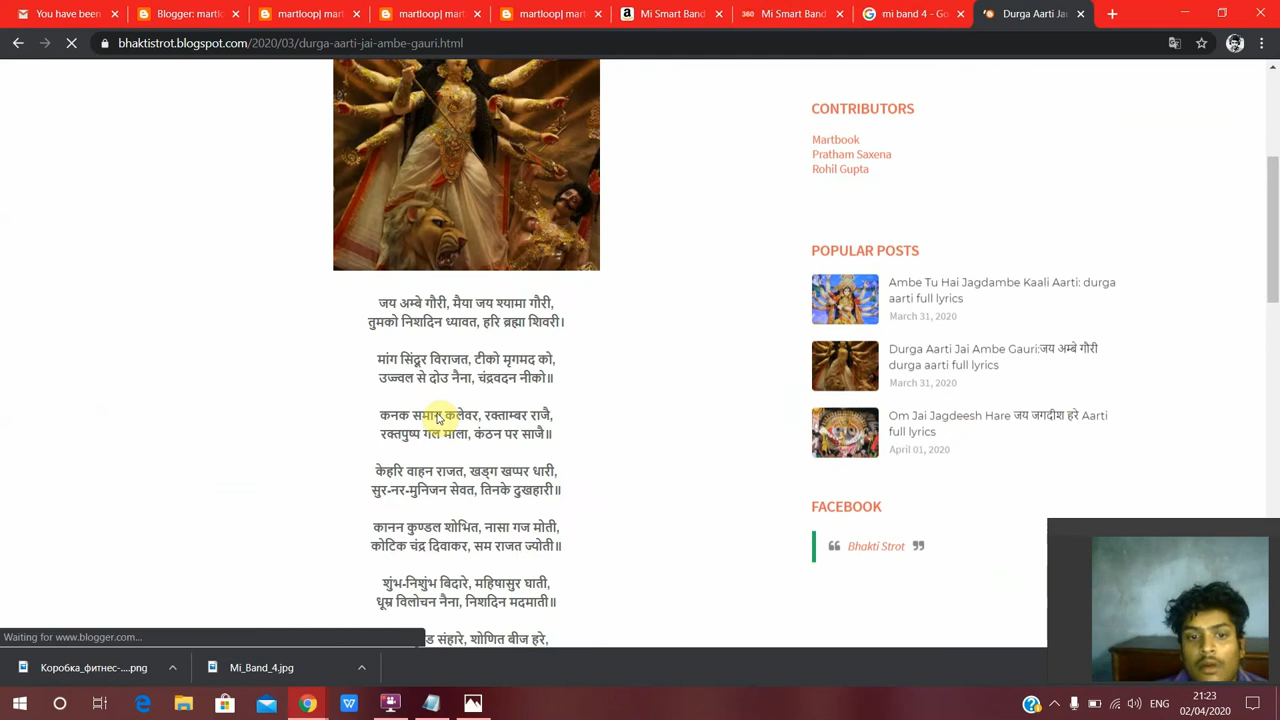 You have
Blogger: martlo
martloop| mart
martloop| mart
martloop| mart
Mi Smart Band
Mi Smart Band
mi band 4 - Go
Durga Aarti Jai
bhaktistrot.blogspot.com/2020/03/durga-aarti-jai-ambe-gauri.html
जय अम्बे गौरी, मैया जय श्यामा गौरी,
तुमको निशदिन ध्यावत, हरि ब्रह्मा शिवरी।
मांग सिंदूर विराजत, टीको मृगमद को,
उज्ज्वल से दोउ नैना, चंद्रवदन नीको॥
कनक समान कलेवर, रक्ताम्बर राजै,
रक्तपुष्प गल माला, कंठन पर साजै॥
केहरि वाहन राजत, खड्ग खप्पर धारी,
सुर-नर-मुनिजन सेवत, तिनके दुखहारी॥
कानन कुण्डल शोभित, नासा गज मोती,
कोटिक चंद्र दिवाकर, सम राजत ज्योती॥
शुंभ-निशुंभ बिदारे, महिषासुर घाती,
धूम्र विलोचन नैना, निशदिन मदमाती॥
संहारे, शोणित बीज हरे,
CONTRIBUTORS
Martbook
Pratham Saxena
Rohil Gupta
POPULAR POSTS
Ambe Tu Hai Jagdambe Kaali Aarti: durga
aarti full lyrics
March 31, 2020
Durga Aarti Jai Ambe Gauri:जय अम्बे गौरी
durga aarti full lyrics
March 31, 2020
Om Jai Jagdeesh Hare जय जगदीश हरे Aarti
full lyrics
April 01, 2020
FACEBOOK
Bhakti Strot
Waiting for www.blogger.com...
Коробка_фитнес-....png
Mi_Band_4.jpg
ENG
21:23
02/04/2020